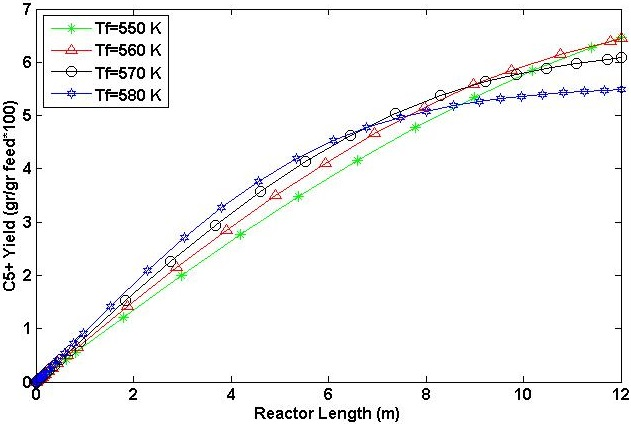 7
6
5
4
3
2
1
0
C5+ Yield (gr/gr feed*100)
Tf=550 K
Tf=560 K
Tf=570 K
Tf=580 K
0 2 4 6 8 10 12
Reactor Length (m)